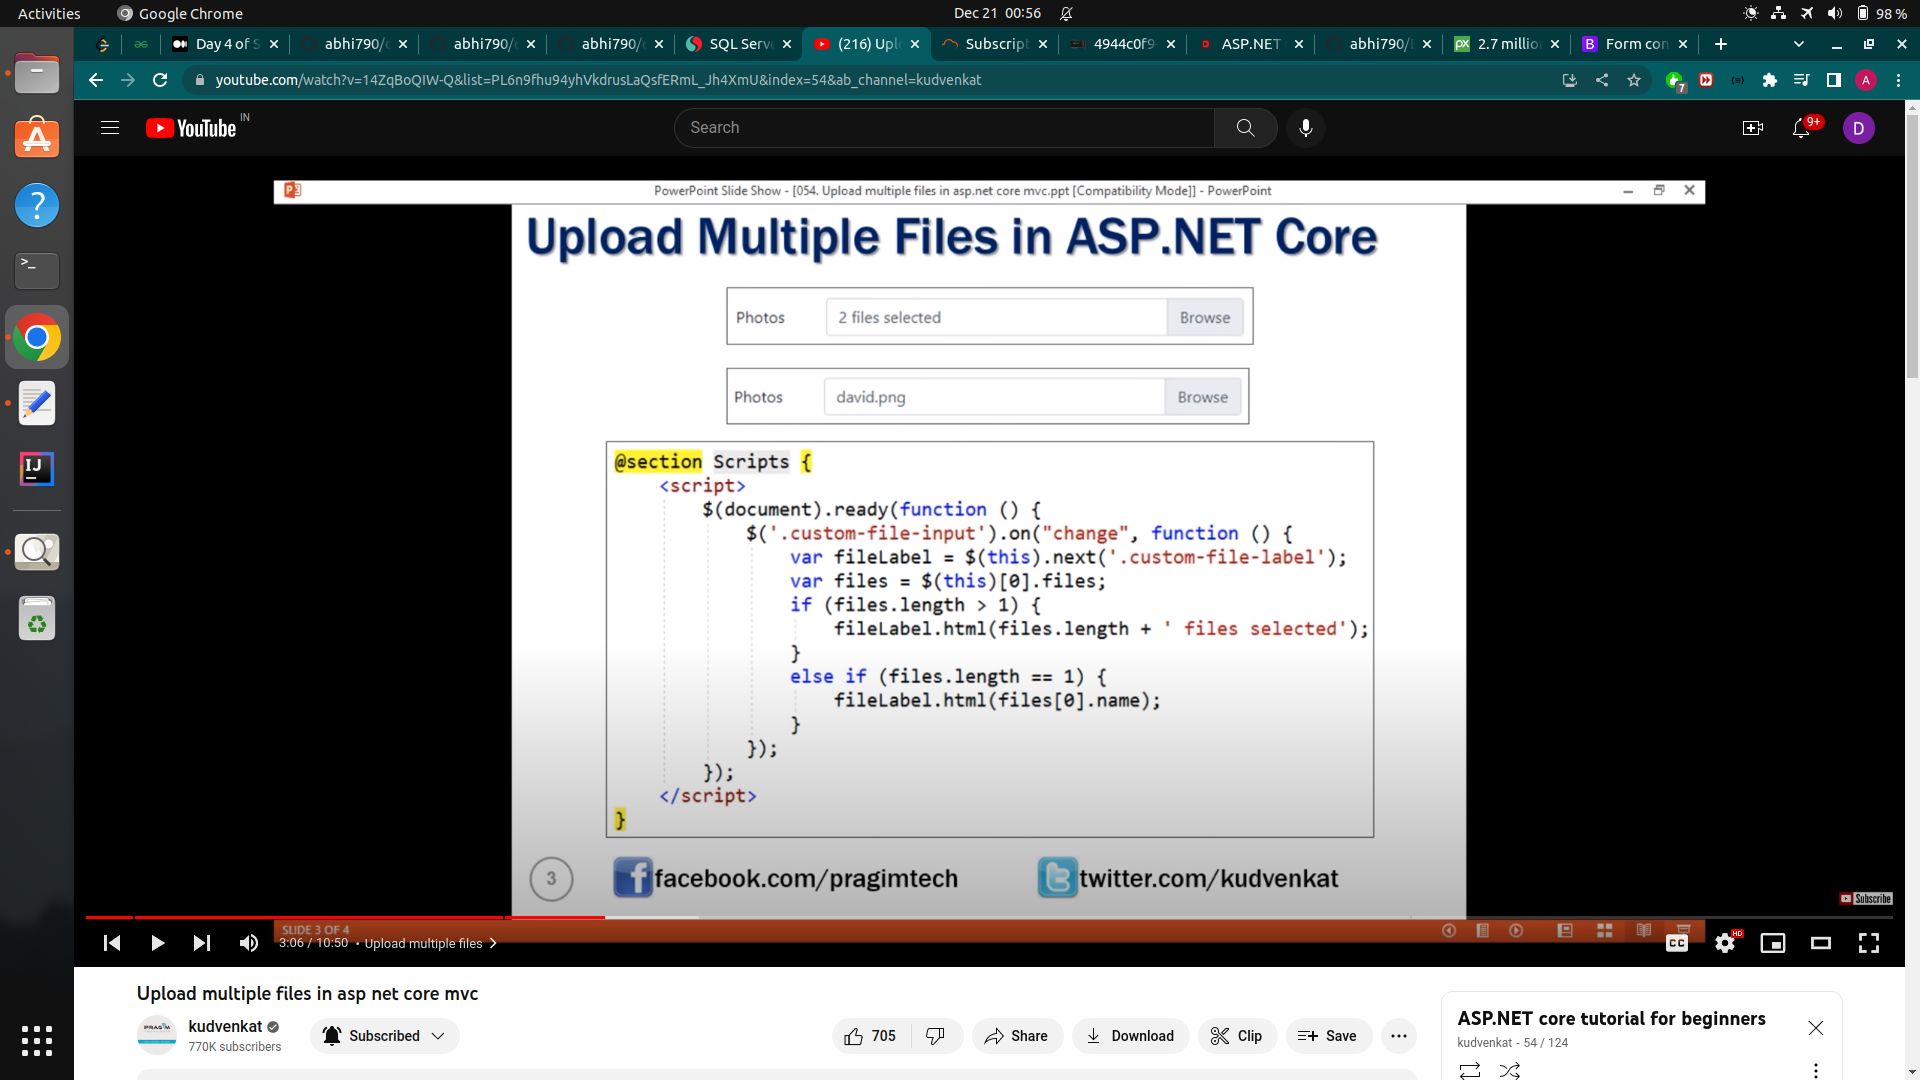 Activities
Google Chrome
Dec 21 00:56
98 %
Day 4 of S
abhi790/
abhi790/
abhi790/
SQL Serv
(216) Upl
Subscript
4944c0f9
ASP.NET
abhi790/
2.7 millio
Form con
youtube.com/watch?v=14ZqBoQIW-Q&list=PL6n9fhu94yhVkdrusLaQsfERmL_Jh4XmU&index=54&ab_channel=kudvenkat
7
A
YouTube IN
Search
9+
D
PowerPoint Slide Show - [054. Upload multiple files in asp.net core mvc.ppt [Compatibility Mode]] - PowerPoint
Upload Multiple Files in ASP.NET Core
Photos 2 files selected Browse
Photos david.png Browse
@section Scripts {
<script>
$(document).ready(function () {
$('.custom-file-input').on("change", function () {
var fileLabel = $(this).next('.custom-file-label');
var files = $(this)[0].files;
if (files.length > 1) {
fileLabel.html(files.length + ' files selected');
}
else if (files.length == 1) {
fileLabel.html(files[0].name);
}
});
});
</script>
}
3
facebook.com/pragimtech
twitter.com/kudvenkat
Subscribe
SLIDE 3 OF 4
3:06 / 10:50 • Upload multiple files
CC
HD
Upload multiple files in asp net core mvc
PRAGIM
kudvenkat
770K subscribers
Subscribed
705
Share
Download
Clip
Save
ASP.NET core tutorial for beginners
kudvenkat - 54 / 124